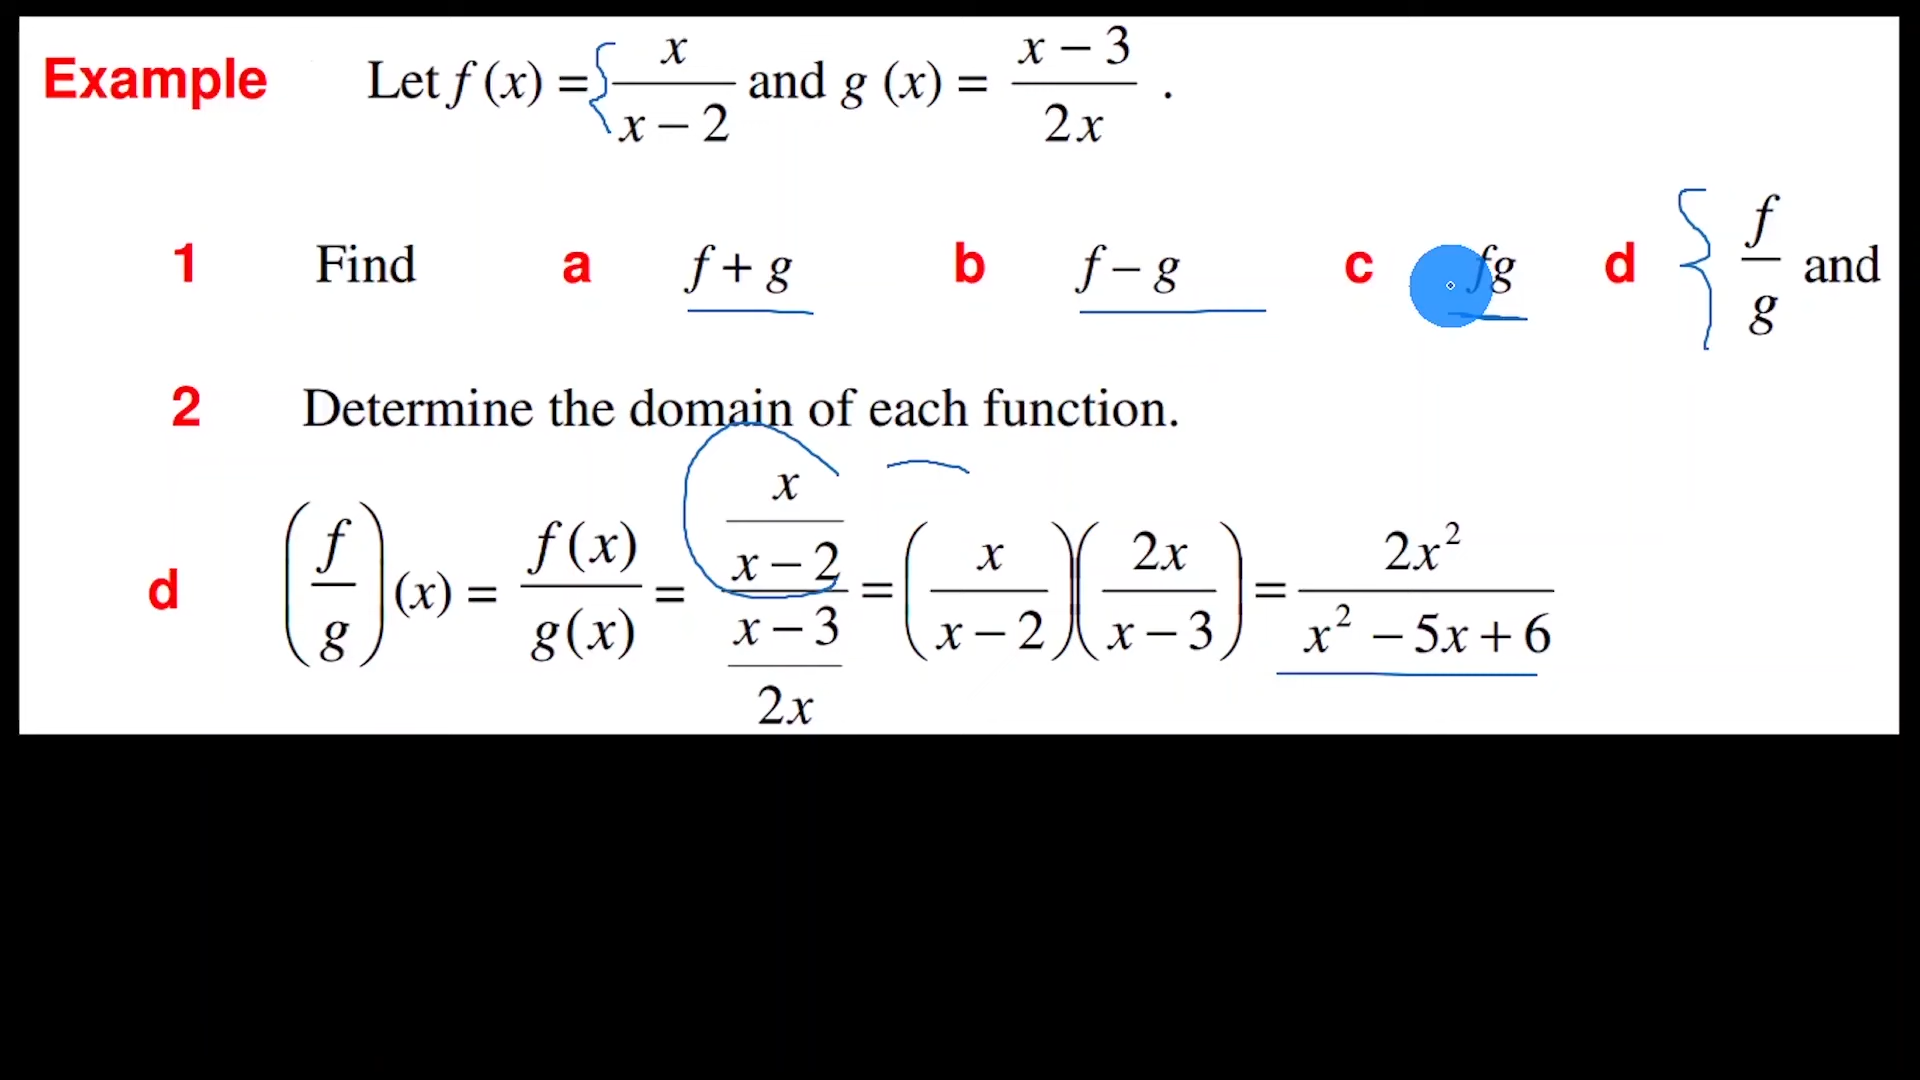 Example Let f (x) = x/(x − 2) and g (x) = (x − 3)/(2x) .
1 Find a f + g b f − g c fg d f/g and
2 Determine the domain of each function.
d (f/g)(x) = f(x)/g(x) = (x/(x − 2))/((x − 3)/(2x)) = (x/(x − 2))(2x/(x − 3)) = 2x²/(x² − 5x + 6)